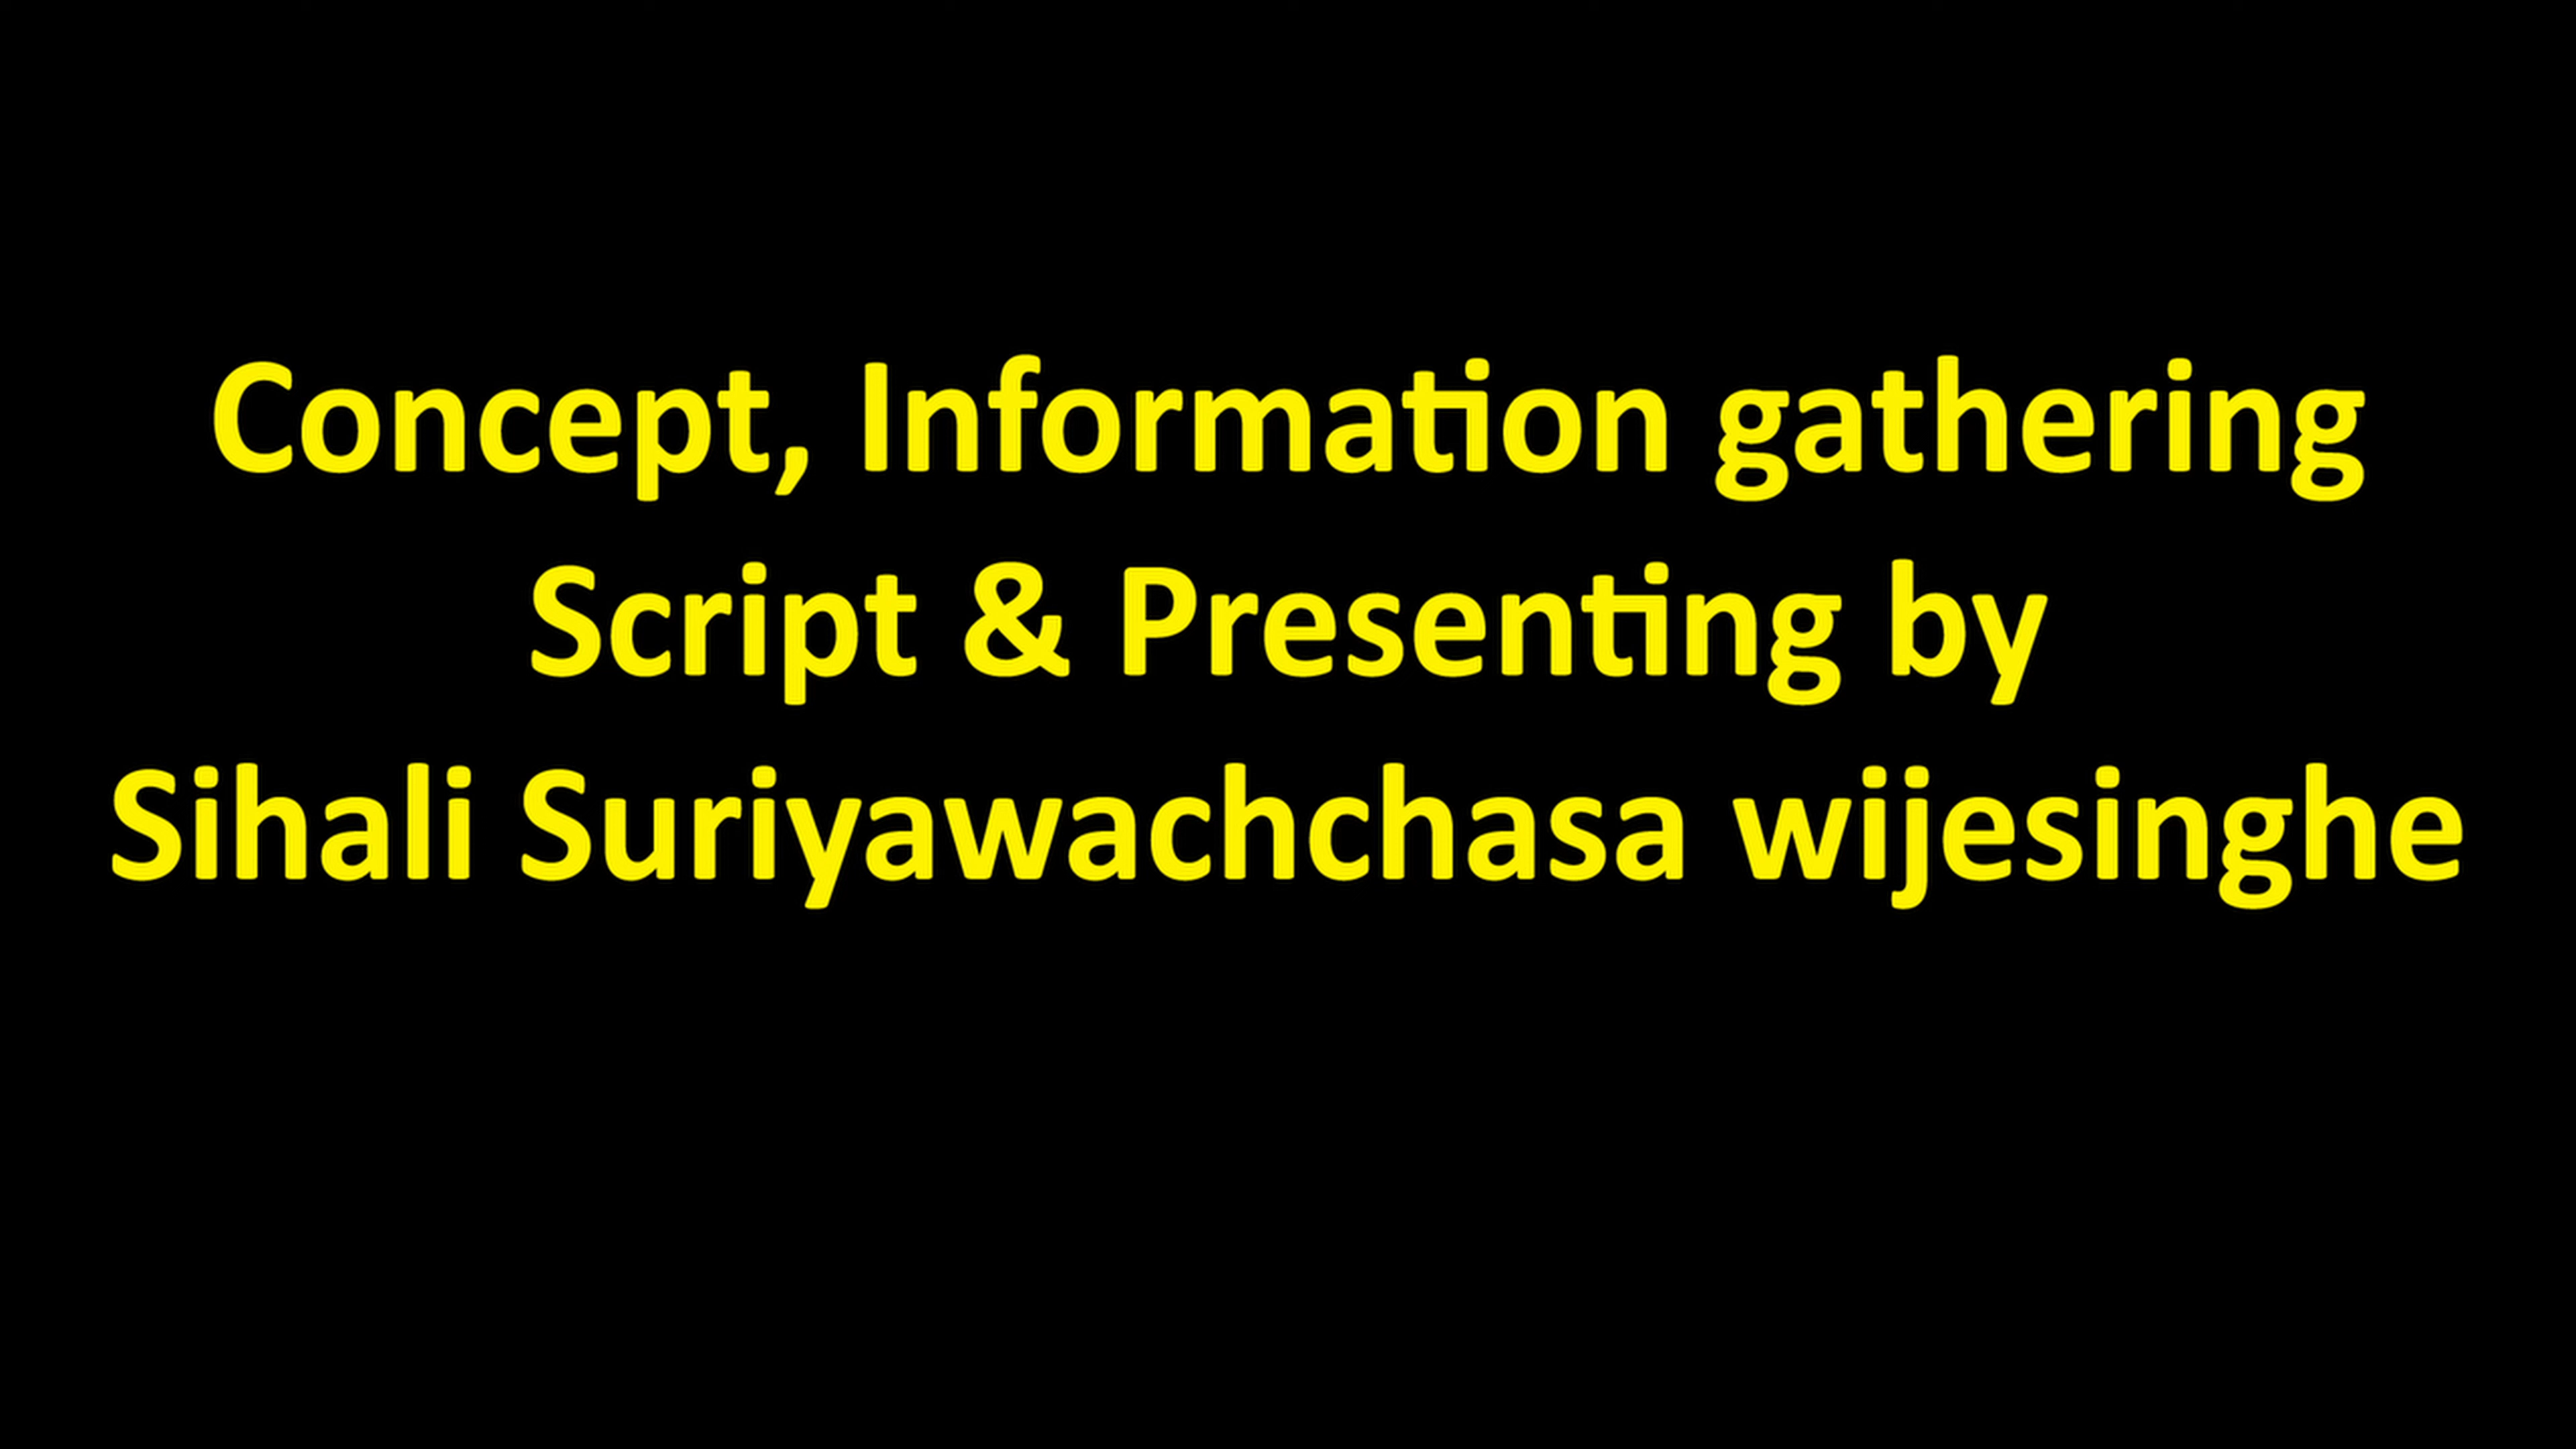 Concept, Information gathering
Script & Presenting by
Sihali Suriyawachchasa wijesinghe